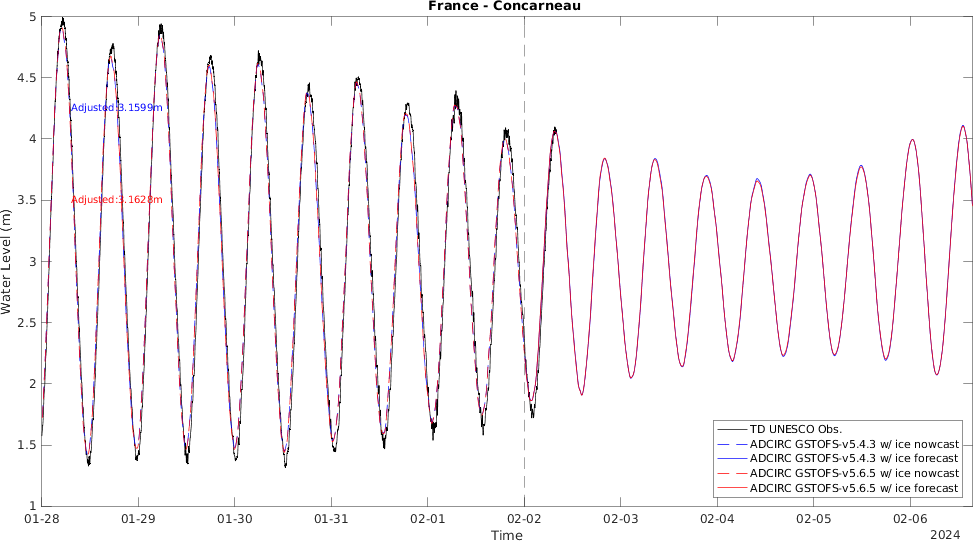 France - Concarneau
5
4.5
4
3.5
3
2.5
2
1.5
1
Water Level (m)
Adjusted:3.1599m
Adjusted:3.1628m
TD UNESCO Obs.
ADCIRC GSTOFS-v5.4.3 w/ ice nowcast
ADCIRC GSTOFS-v5.4.3 w/ ice forecast
ADCIRC GSTOFS-v5.6.5 w/ ice nowcast
ADCIRC GSTOFS-v5.6.5 w/ ice forecast
01-28 01-29 01-30 01-31 02-01 02-02 02-03 02-04 02-05 02-06
Time
2024